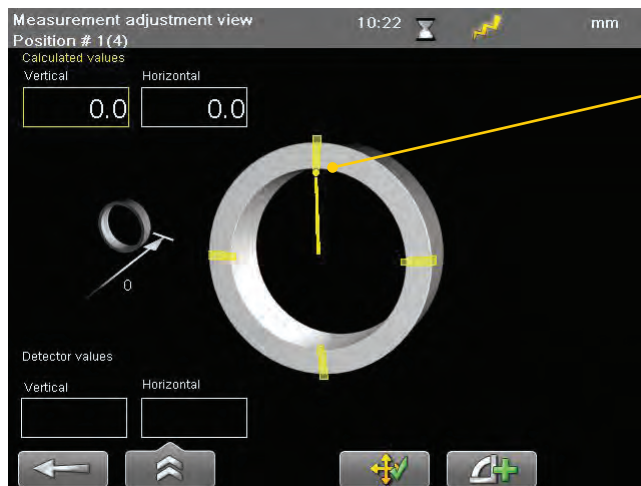 Measurement adjustment view 10:22 mm
Position # 1(4)
Calculated values
Vertical Horizontal
0.0 0.0
0
Detector values
Vertical Horizontal